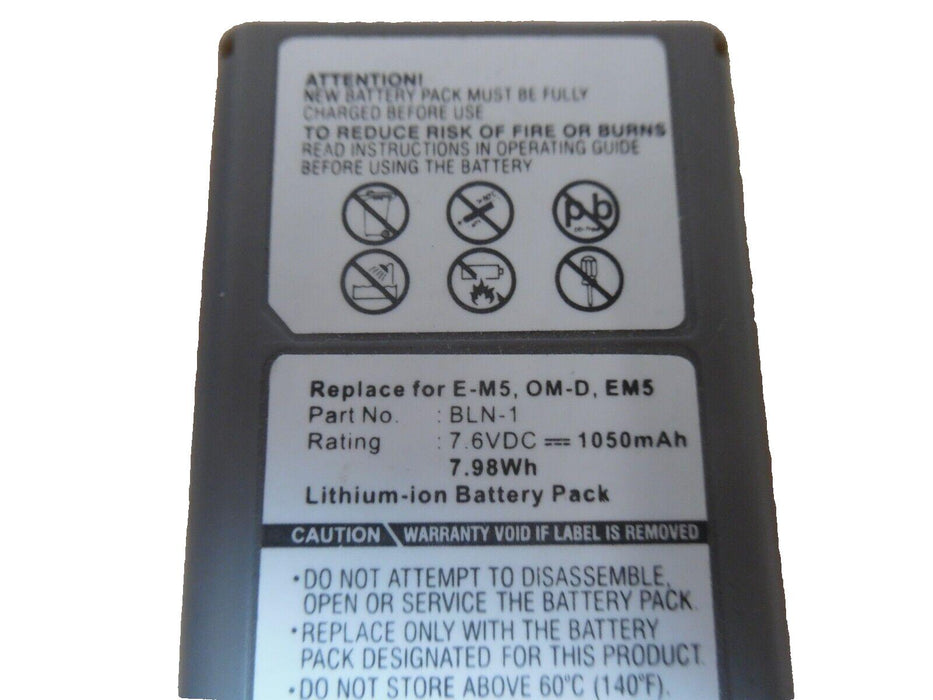 ATTENTION!
NEW BATTERY PACK MUST BE FULLY
CHARGED BEFORE USE
TO REDUCE RISK OF FIRE OR BURNS
READ INSTRUCTIONS IN OPERATING GUIDE
BEFORE USING THE BATTERY
pb
Replace for E-M5, OM-D, EM5
Part No. : BLN-1
Rating : 7.6VDC ⎓ 1050mAh
7.98Wh
Lithium-ion Battery Pack
CAUTION \ WARRANTY VOID IF LABEL IS REMOVED
•DO NOT ATTEMPT TO DISASSEMBLE,
OPEN OR SERVICE THE BATTERY PACK.
•REPLACE ONLY WITH THE BATTERY
PACK DESIGNATED FOR THIS PRODUCT.
•DO NOT STORE ABOVE 60°C (140°F).